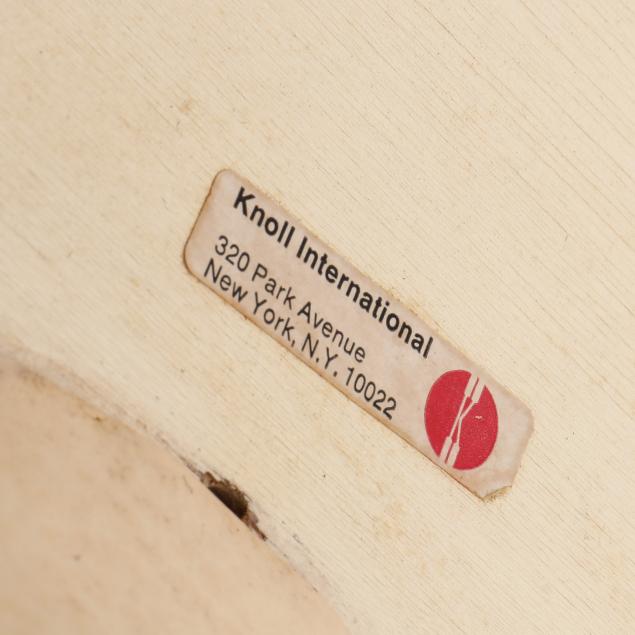 Knoll International
320 Park Avenue
New York, N.Y. 10022